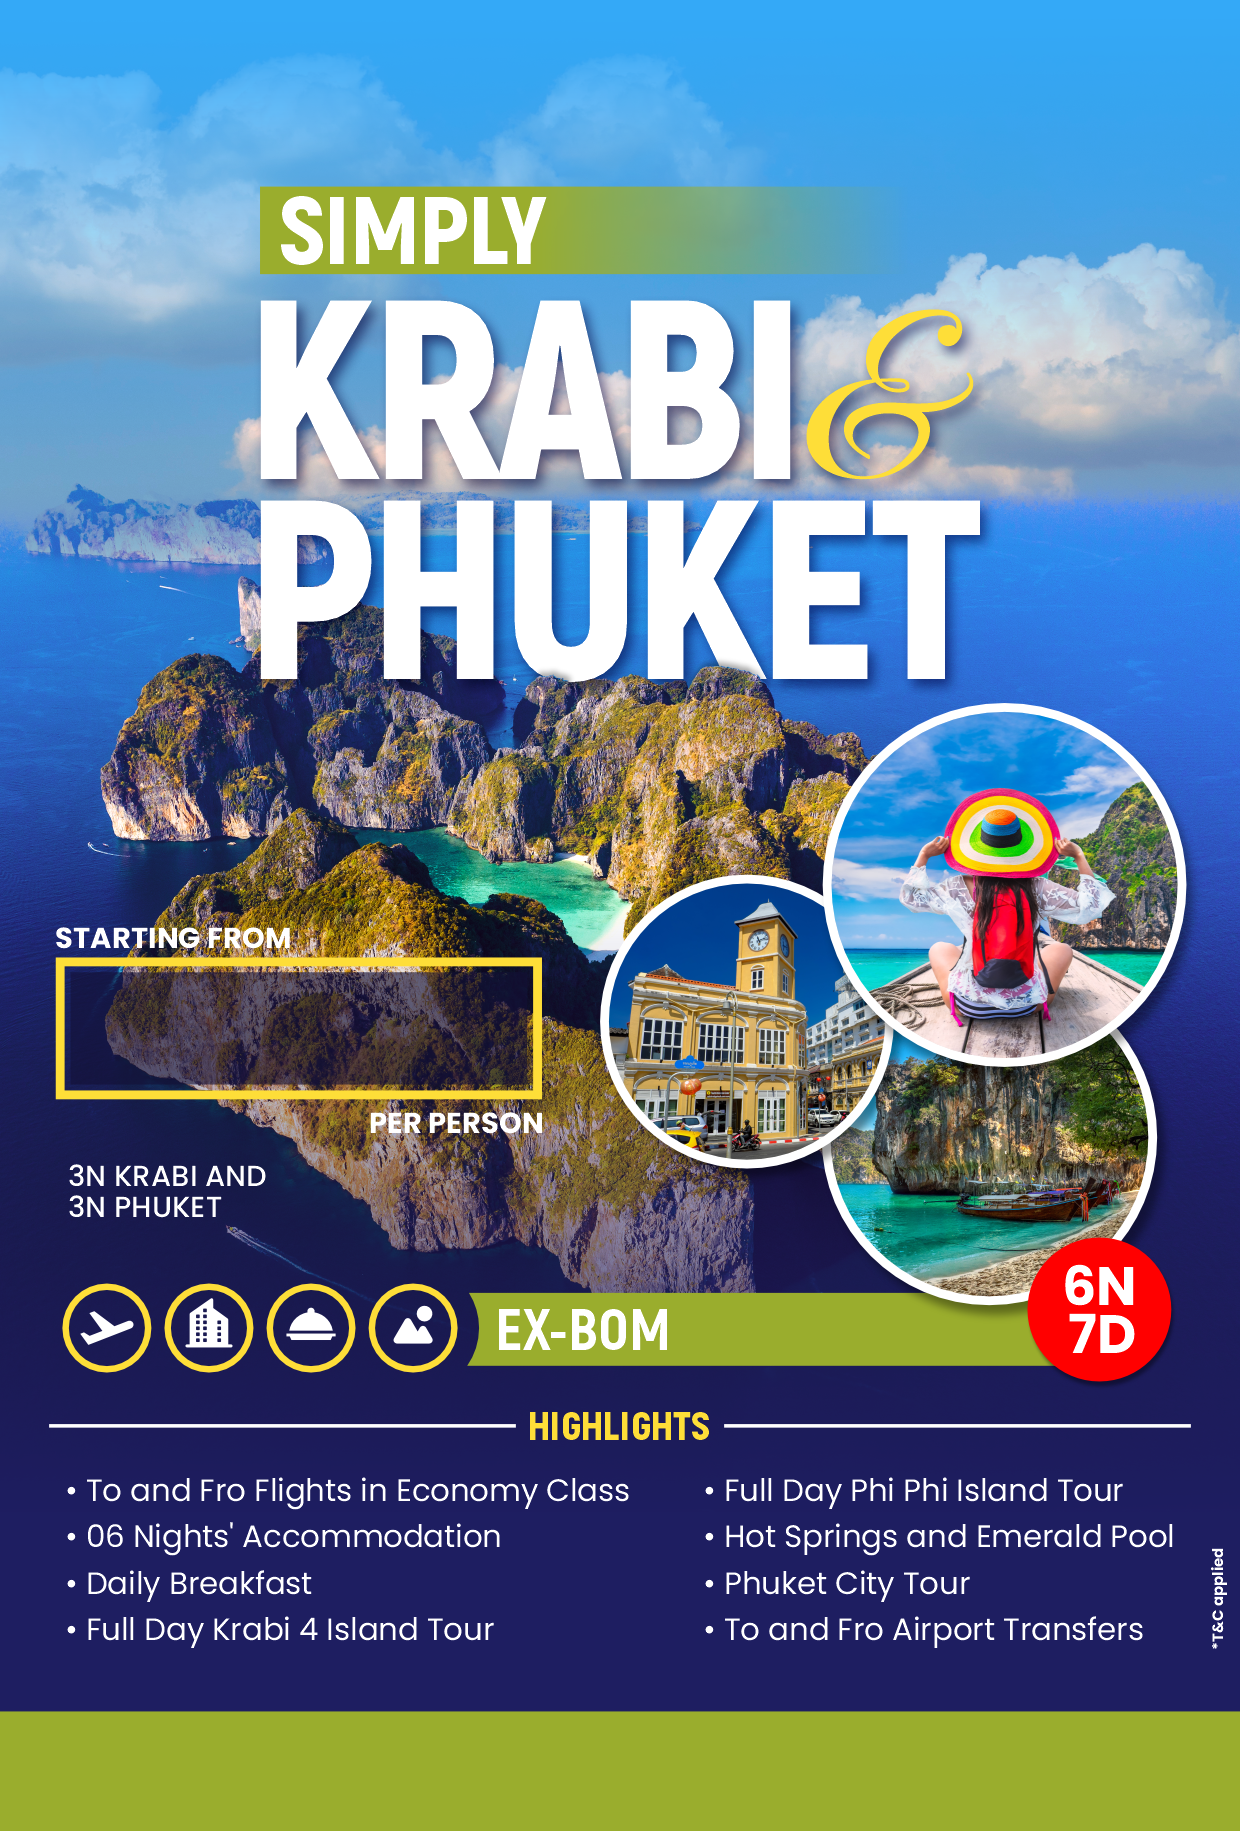 SIMPLY
KRABI &
PHUKET
STARTING FROM
PER PERSON
3N KRABI AND
3N PHUKET
EX-BOM
6N
7D
HIGHLIGHTS
• To and Fro Flights in Economy Class
• 06 Nights' Accommodation
• Daily Breakfast
• Full Day Krabi 4 Island Tour
• Full Day Phi Phi Island Tour
• Hot Springs and Emerald Pool
• Phuket City Tour
• To and Fro Airport Transfers
*T&C applied